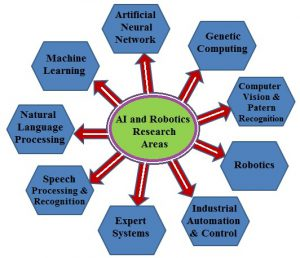 Artificial
Neural
Network
Genetic
Computing
Machine
Learning
Computer
Vision &
Patern
Recognition
Natural
Language
Processing
AI and Robotics
Research
Areas
Robotics
Speech
Processing &
Recognition
Expert
Systems
Industrial
Automation
& Control